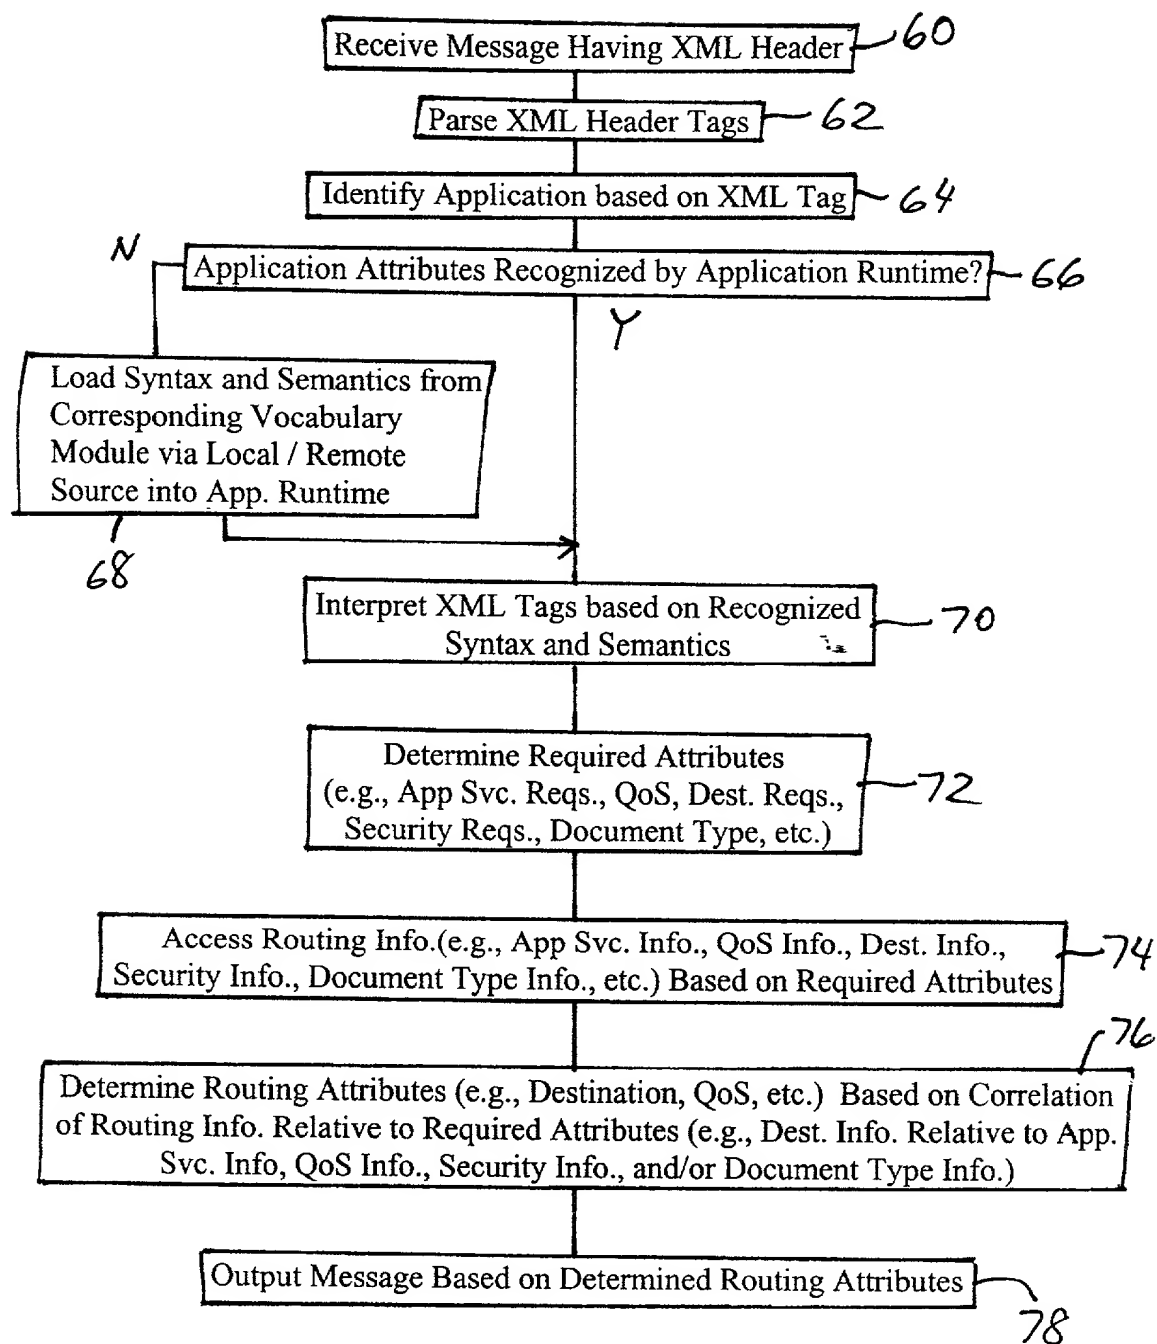 Receive Message Having XML Header
60
Parse XML Header Tags
62
Identify Application based on XML Tag
64
N
Application Attributes Recognized by Application Runtime?
66
Y
Load Syntax and Semantics from
Corresponding Vocabulary
Module via Local / Remote
Source into App. Runtime
68
Interpret XML Tags based on Recognized
Syntax and Semantics
70
Determine Required Attributes
(e.g., App Svc. Reqs., QoS, Dest. Reqs.,
Security Reqs., Document Type, etc.)
72
Access Routing Info.(e.g., App Svc. Info., QoS Info., Dest. Info.,
Security Info., Document Type Info., etc.) Based on Required Attributes
74
76
Determine Routing Attributes (e.g., Destination, QoS, etc.) Based on Correlation
of Routing Info. Relative to Required Attributes (e.g., Dest. Info. Relative to App.
Svc. Info, QoS Info., Security Info., and/or Document Type Info.)
Output Message Based on Determined Routing Attributes
78